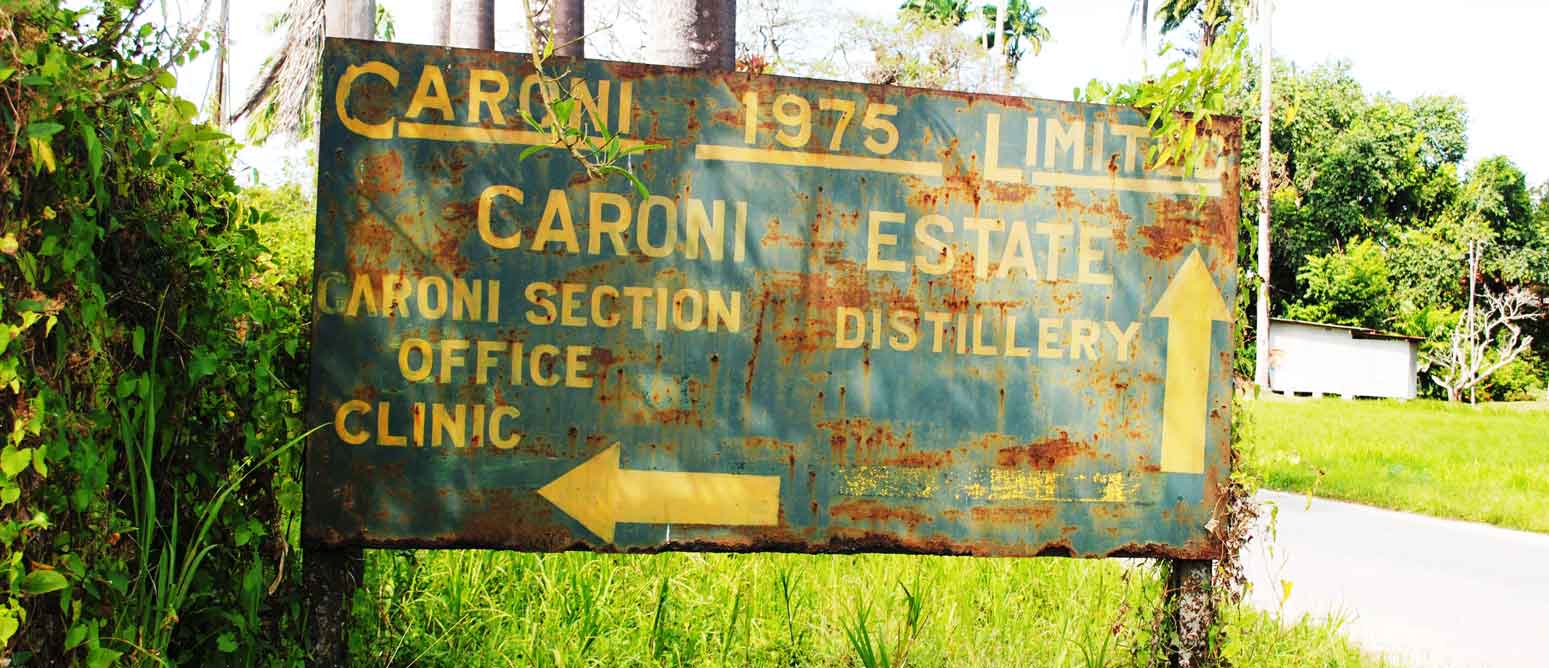 CARONI 1975 LIMITED
CARONI ESTATE
CARONI SECTION
OFFICE
CLINIC
DISTILLERY